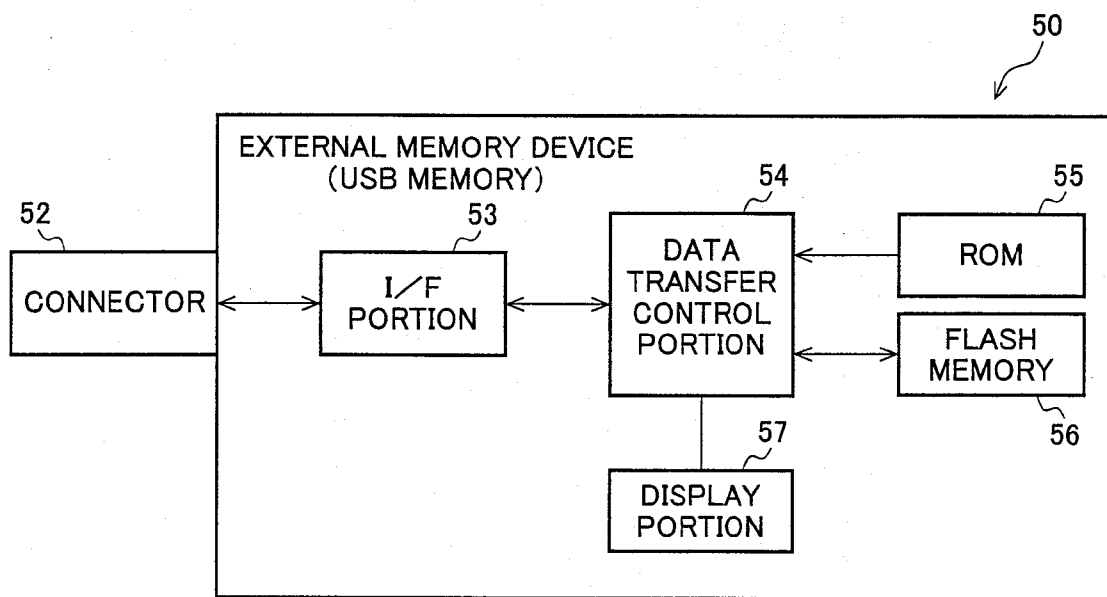 50
EXTERNAL MEMORY DEVICE
(USB MEMORY)
52
CONNECTOR
53
I/F
PORTION
54
DATA
TRANSFER
CONTROL
PORTION
55
ROM
FLASH
MEMORY
56
57
DISPLAY
PORTION